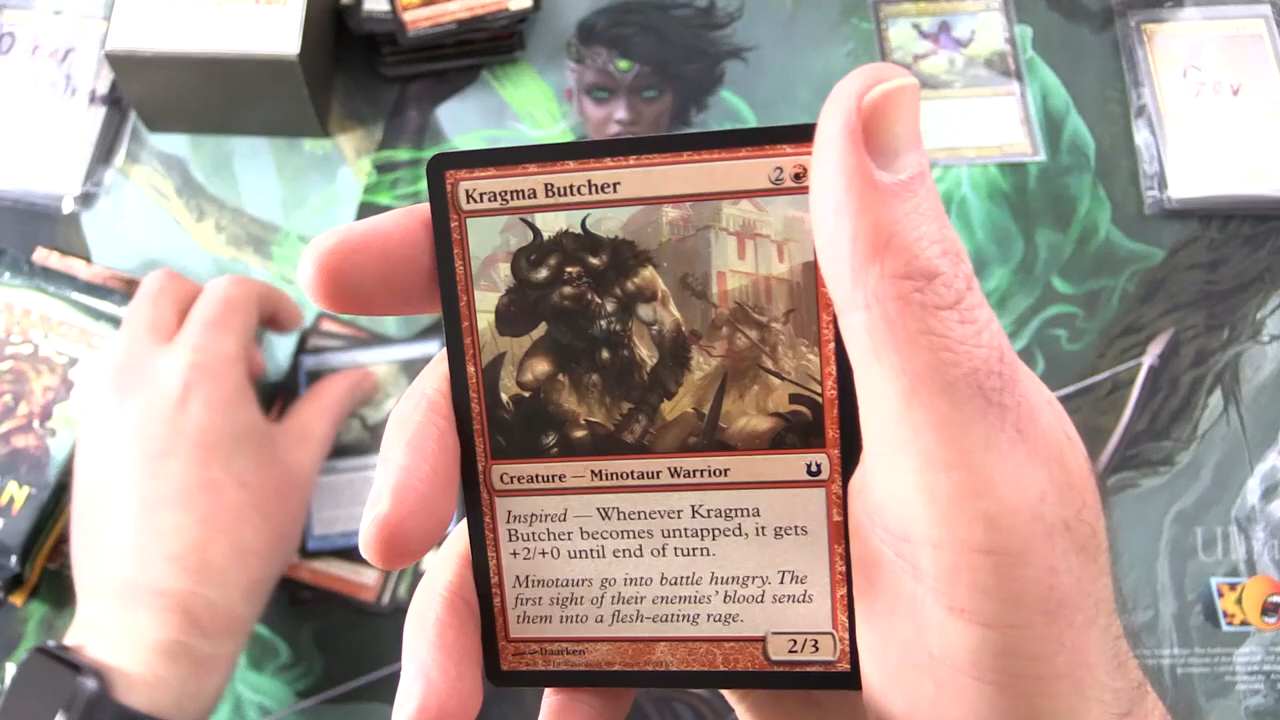 Kragma Butcher 2
Creature — Minotaur Warrior
Inspired — Whenever Kragma
Butcher becomes untapped, it gets
+2/+0 until end of turn.
Minotaurs go into battle hungry. The
first sight of their enemies' blood sends
them into a flesh-eating rage.
2/3
Daarken